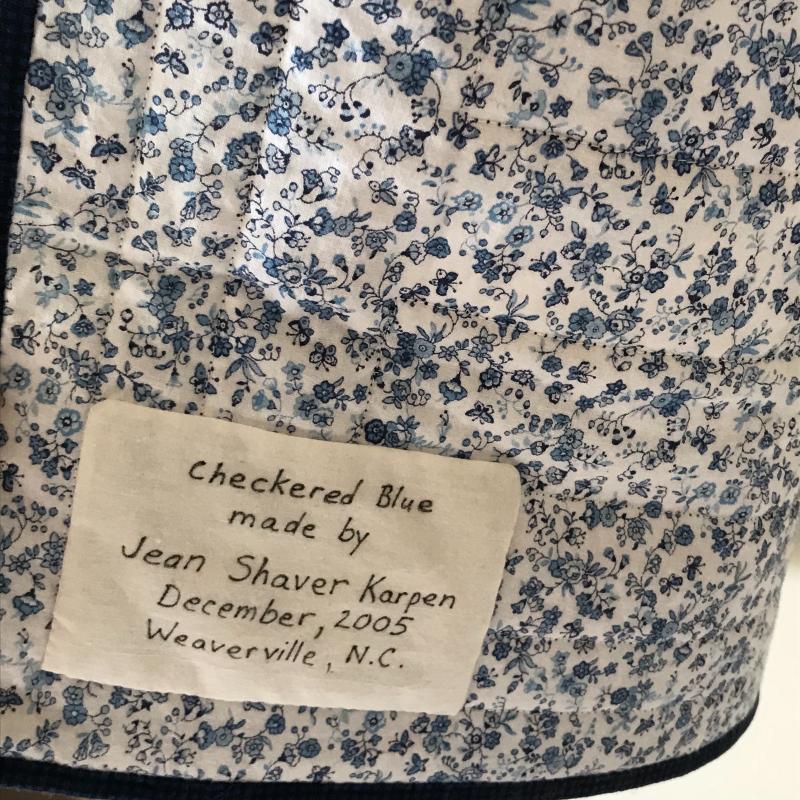 Checkered Blue
made by
Jean Shaver Karpen
December, 2005
Weaverville, N.C.